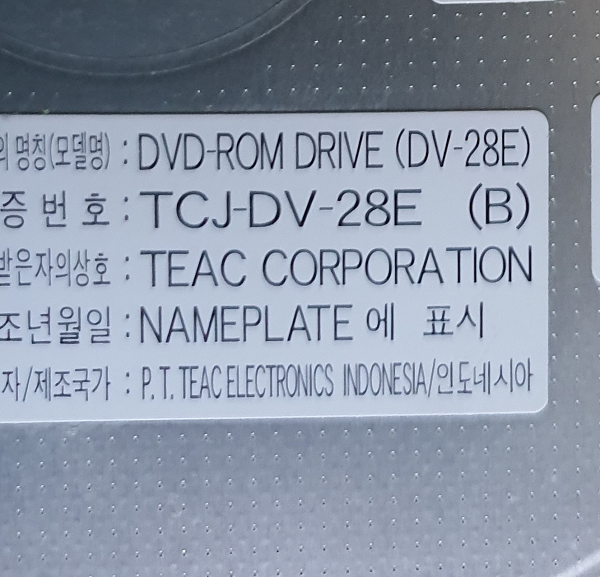 의 명칭(모델명) : DVD-ROM DRIVE (DV-28E)
증 번 호 : TCJ-DV-28E (B)
받은자의상호 : TEAC CORPORATION
조년월일 : NAMEPLATE 에 표시
자/제조국가 : P.T. TEAC ELECTRONICS INDONESIA/인도네시아